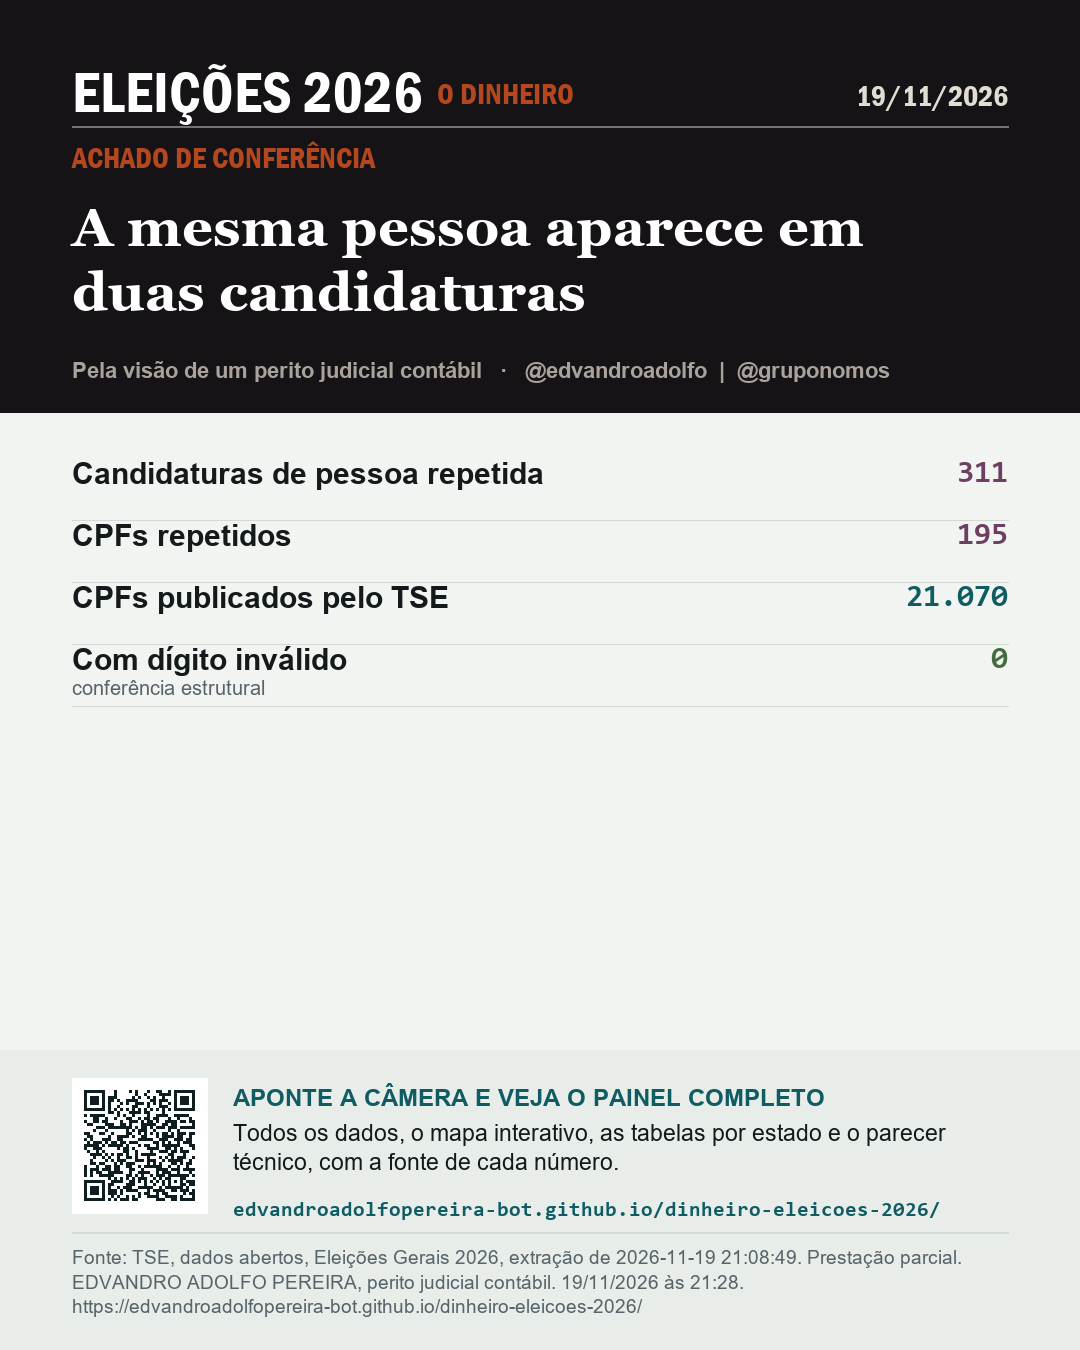 ELEIÇÕES 2026 O DINHEIRO 19/11/2026
ACHADO DE CONFERÊNCIA
A mesma pessoa aparece em
duas candidaturas
Pela visão de um perito judicial contábil · @edvandroadolfo | @gruponomos
Candidaturas de pessoa repetida 311
CPFs repetidos 195
CPFs publicados pelo TSE 21.070
Com dígito inválido 0
conferência estrutural
APONTE A CÂMERA E VEJA O PAINEL COMPLETO
Todos os dados, o mapa interativo, as tabelas por estado e o parecer
técnico, com a fonte de cada número.
edvandroadolfopereira-bot.github.io/dinheiro-eleicoes-2026/
Fonte: TSE, dados abertos, Eleições Gerais 2026, extração de 2026-11-19 21:08:49. Prestação parcial.
EDVANDRO ADOLFO PEREIRA, perito judicial contábil. 19/11/2026 às 21:28.
https://edvandroadolfopereira-bot.github.io/dinheiro-eleicoes-2026/